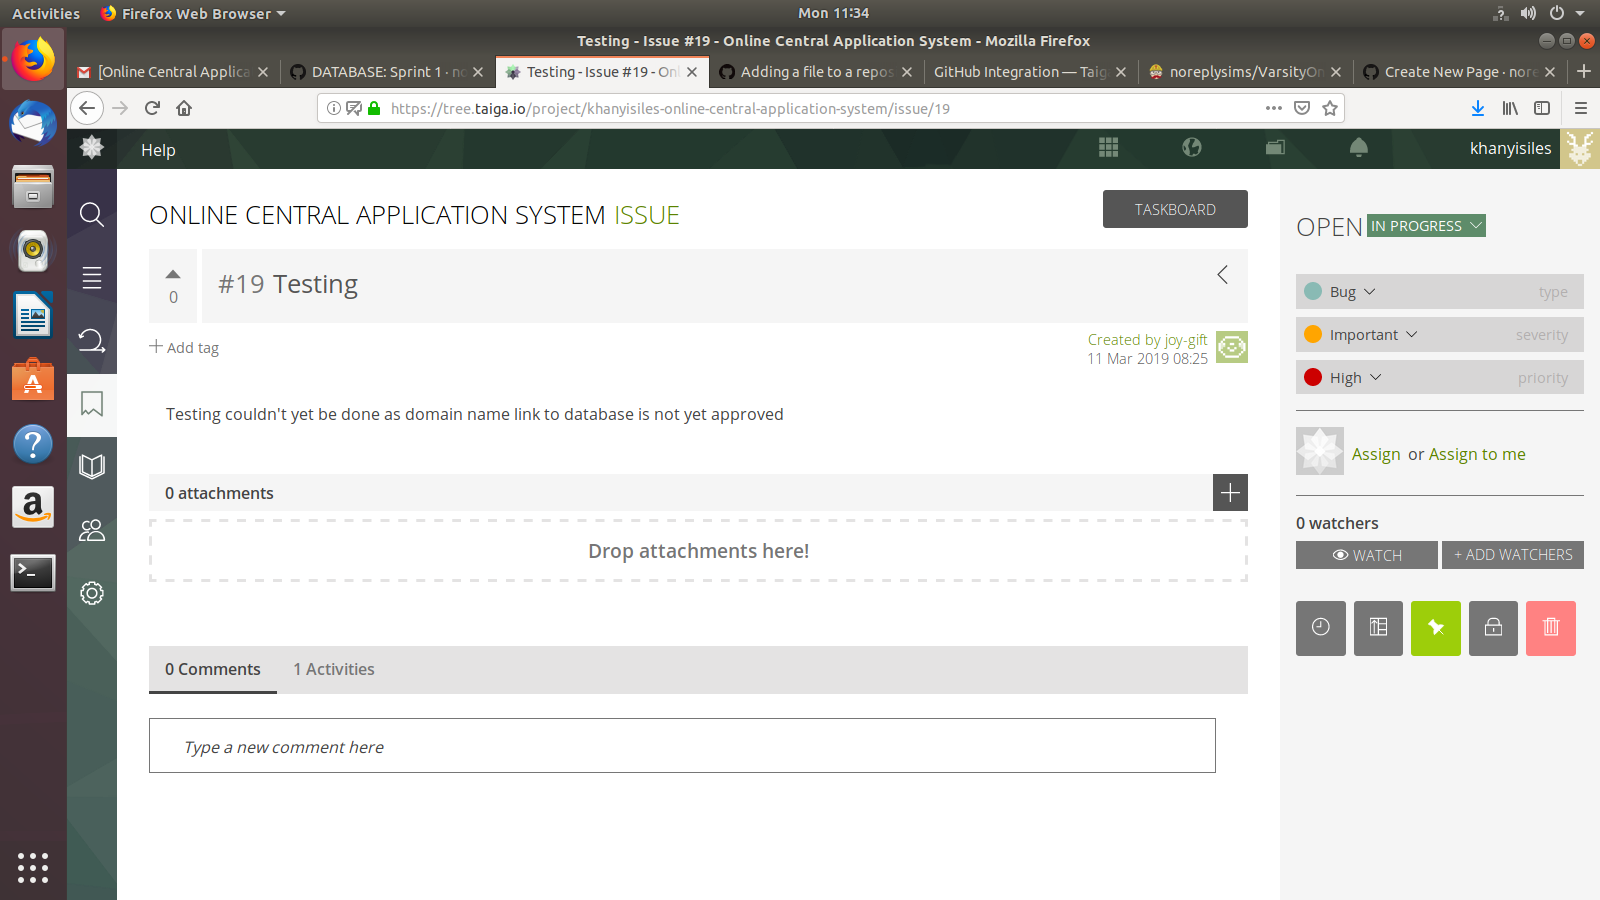 Activities Firefox Web Browser Mon 11:34
Testing - Issue #19 - Online Central Application System - Mozilla Firefox
[Online Central Applica DATABASE: Sprint 1 · no Testing - Issue #19 - Onl Adding a file to a repos GitHub Integration — Taig noreplysims/VarsityOn Create New Page · nore
https://tree.taiga.io/project/khanyisiles-online-central-application-system/issue/19
Help khanyisiles
ONLINE CENTRAL APPLICATION SYSTEM ISSUE
TASKBOARD
OPEN IN PROGRESS
0
#19 Testing
Bug type
Important severity
High priority
Add tag
Created by joy-gift
11 Mar 2019 08:25
Testing couldn't yet be done as domain name link to database is not yet approved
Assign or Assign to me
0 attachments
0 watchers
WATCH + ADD WATCHERS
Drop attachments here!
0 Comments 1 Activities
Type a new comment here